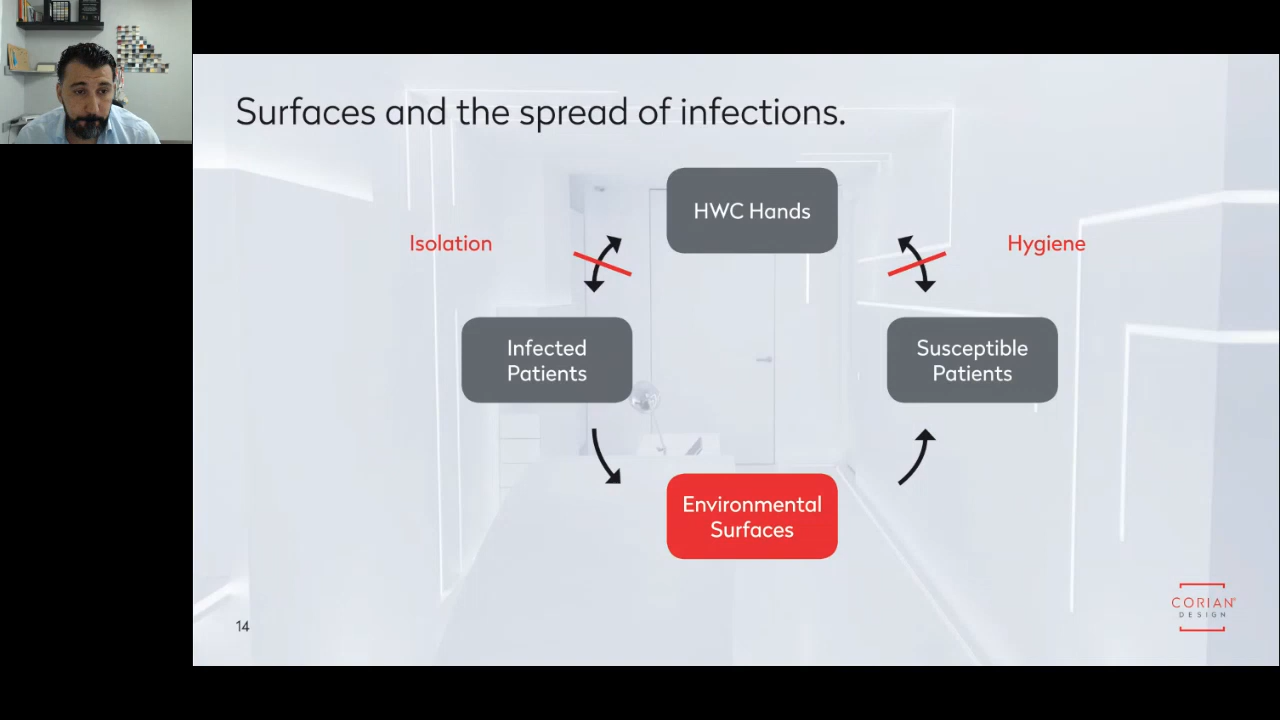 Surfaces and the spread of infections.
HWC Hands
Isolation
Hygiene
Infected
Patients
Susceptible
Patients
Environmental
Surfaces
14
CORIAN®
DESIGN